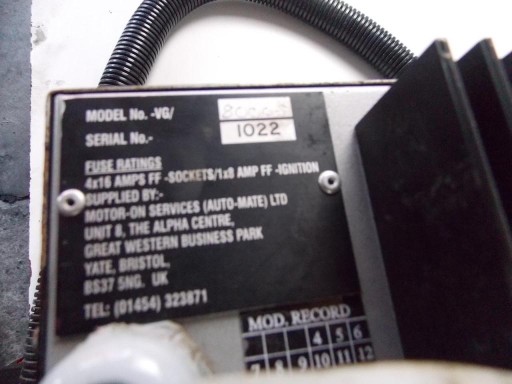 MODEL No. -VG/
SERIAL No.- 1022
FUSE RATINGS
4x16 AMPS FF -SOCKETS/1x8 AMP FF -IGNITION
SUPPLIED BY:-
MOTOR-ON SERVICES (AUTO-MATE) LTD
UNIT 8, THE ALPHA CENTRE,
GREAT WESTERN BUSINESS PARK
YATE, BRISTOL.
BS37 5NG. UK
TEL: (01454) 323871
MOD. RECORD
4 5 6
7 8 9 10 11 12